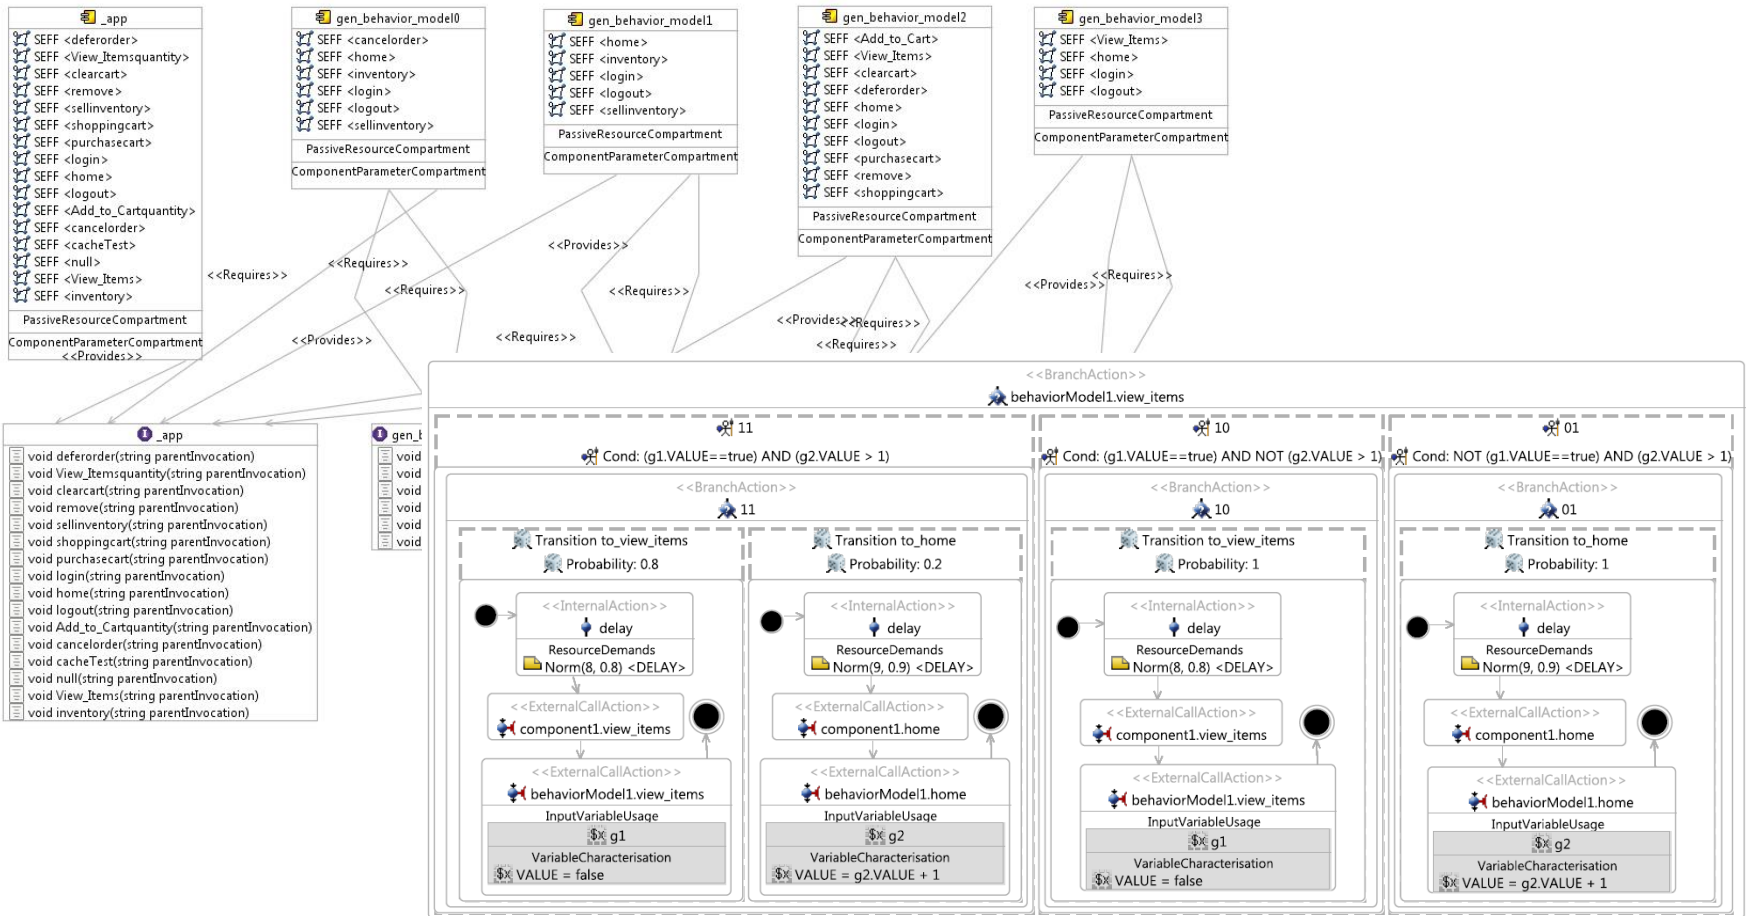 _app
SEFF <deferorder>
SEFF <View_Itemsquantity>
SEFF <clearcart>
SEFF <remove>
SEFF <sellinventory>
SEFF <shoppingcart>
SEFF <purchasecart>
SEFF <login>
SEFF <home>
SEFF <logout>
SEFF <Add_to_Cartquantity>
SEFF <cancelorder>
SEFF <cacheTest>
SEFF <null>
SEFF <View_Items>
SEFF <inventory>
PassiveResourceCompartment
ComponentParameterCompartment
<<Provides>>
gen_behavior_model0
SEFF <cancelorder>
SEFF <home>
SEFF <inventory>
SEFF <login>
SEFF <logout>
SEFF <sellinventory>
PassiveResourceCompartment
ComponentParameterCompartment
gen_behavior_model1
SEFF <home>
SEFF <inventory>
SEFF <login>
SEFF <logout>
SEFF <sellinventory>
PassiveResourceCompartment
ComponentParameterCompartment
gen_behavior_model2
SEFF <Add_to_Cart>
SEFF <View_Items>
SEFF <clearcart>
SEFF <deferorder>
SEFF <home>
SEFF <login>
SEFF <logout>
SEFF <purchasecart>
SEFF <remove>
SEFF <shoppingcart>
PassiveResourceCompartment
ComponentParameterCompartment
gen_behavior_model3
SEFF <View_Items>
SEFF <home>
SEFF <login>
SEFF <logout>
PassiveResourceCompartment
ComponentParameterCompartment
<<Requires>>
<<Requires>>
<<Requires>>
<<Provides>>
<<Provides>>
<<Requires>>
<<Requires>>
<<Provides>>
<<Requires>>
<<Requires>>
<<Provides>>
<<Requires>>
_app
void deferorder(string parentInvocation)
void View_Itemsquantity(string parentInvocation)
void clearcart(string parentInvocation)
void remove(string parentInvocation)
void sellinventory(string parentInvocation)
void shoppingcart(string parentInvocation)
void purchasecart(string parentInvocation)
void login(string parentInvocation)
void home(string parentInvocation)
void logout(string parentInvocation)
void Add_to_Cartquantity(string parentInvocation)
void cancelorder(string parentInvocation)
void cacheTest(string parentInvocation)
void null(string parentInvocation)
void View_Items(string parentInvocation)
void inventory(string parentInvocation)
void
void
void
void
void
void
<<BranchAction>>
behaviorModel1.view_items
11
Cond: (g1.VALUE==true) AND (g2.VALUE > 1)
<<BranchAction>>
11
Transition to_view_items
Probability: 0.8
<<InternalAction>>
delay
ResourceDemands
Norm(8, 0.8) <DELAY>
<<ExternalCallAction>>
component1.view_items
<<ExternalCallAction>>
behaviorModel1.view_items
InputVariableUsage
g1
VariableCharacterisation
VALUE = false
Transition to_home
Probability: 0.2
<<InternalAction>>
delay
ResourceDemands
Norm(9, 0.9) <DELAY>
<<ExternalCallAction>>
component1.home
<<ExternalCallAction>>
behaviorModel1.home
InputVariableUsage
g2
VariableCharacterisation
VALUE = g2.VALUE + 1
10
Cond: (g1.VALUE==true) AND NOT (g2.VALUE > 1)
<<BranchAction>>
10
Transition to_view_items
Probability: 1
<<InternalAction>>
delay
ResourceDemands
Norm(8, 0.8) <DELAY>
<<ExternalCallAction>>
component1.view_items
<<ExternalCallAction>>
behaviorModel1.view_items
InputVariableUsage
g1
VariableCharacterisation
VALUE = false
01
Cond: NOT (g1.VALUE==true) AND (g2.VALUE > 1)
<<BranchAction>>
01
Transition to_home
Probability: 1
<<InternalAction>>
delay
ResourceDemands
Norm(9, 0.9) <DELAY>
<<ExternalCallAction>>
component1.home
<<ExternalCallAction>>
behaviorModel1.home
InputVariableUsage
g2
VariableCharacterisation
VALUE = g2.VALUE + 1